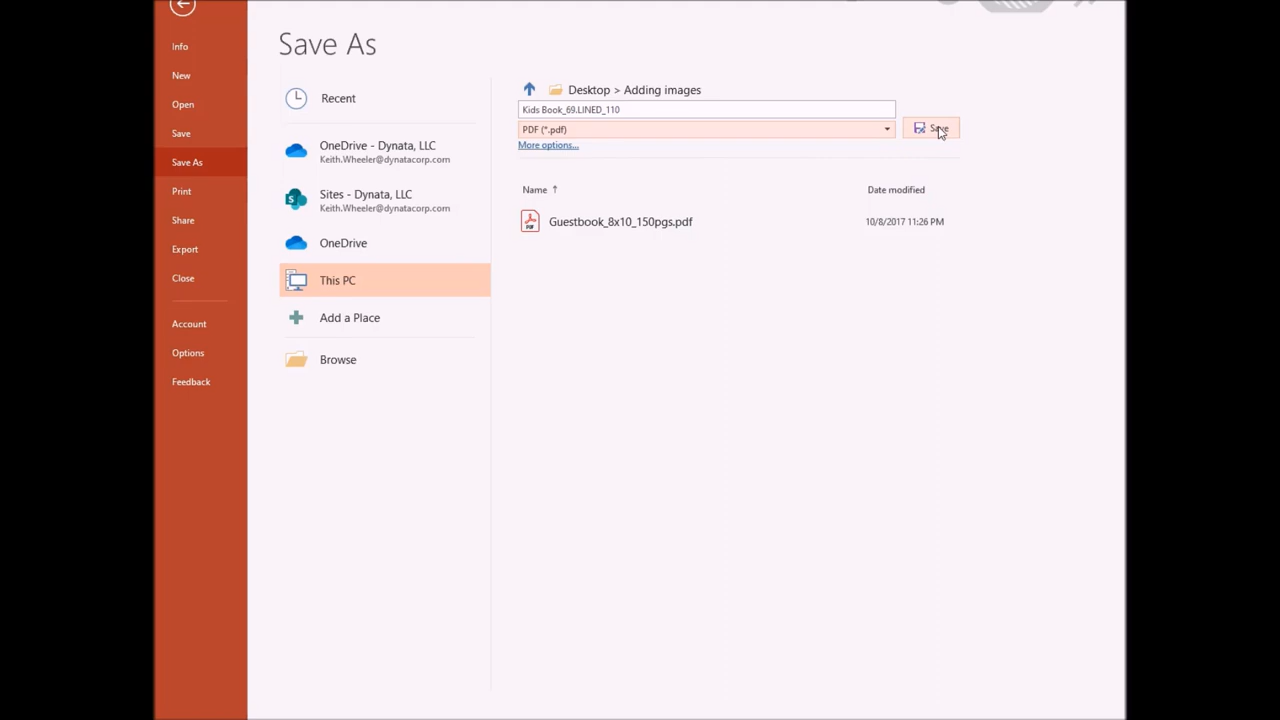 Save As
Info
New
Open
Save
Save As
Print
Share
Export
Close
Account
Options
Feedback
Recent
OneDrive - Dynata, LLC
Keith.Wheeler@dynatacorp.com
Sites - Dynata, LLC
Keith.Wheeler@dynatacorp.com
OneDrive
This PC
Add a Place
Browse
Desktop > Adding images
Kids Book_69.LINED_110
PDF (*.pdf)
Save
More options...
Name ↑ Date modified
Guestbook_8x10_150pgs.pdf 10/8/2017 11:26 PM